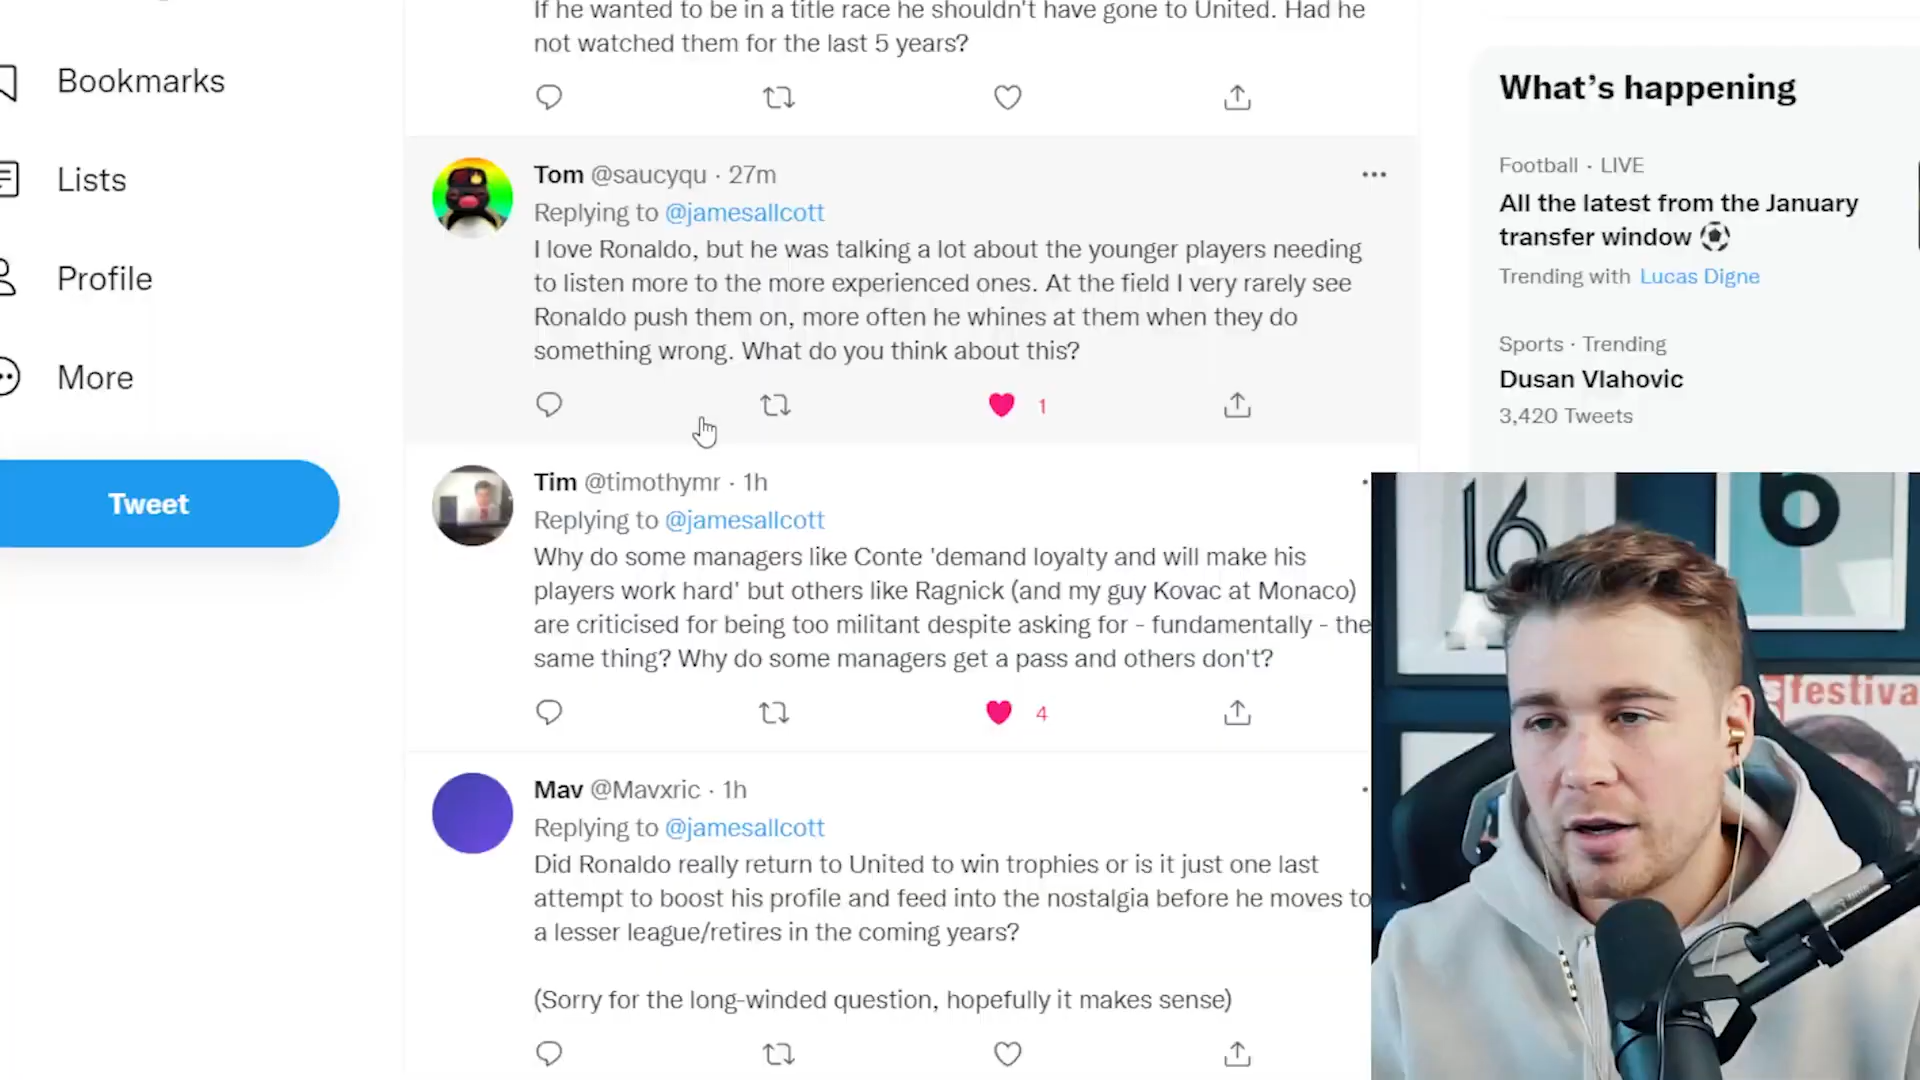 If he wanted to be in a title race he shouldn't have gone to United. Had he
not watched them for the last 5 years?
Bookmarks
Lists
Profile
More
Tweet
Tom @saucyqu · 27m
Replying to @jamesallcott
I love Ronaldo, but he was talking a lot about the younger players needing
to listen more to the more experienced ones. At the field I very rarely see
Ronaldo push them on, more often he whines at them when they do
something wrong. What do you think about this?
1
Tim @timothymr · 1h
Replying to @jamesallcott
Why do some managers like Conte 'demand loyalty and will make his
players work hard' but others like Ragnick (and my guy Kovac at Monaco)
are criticised for being too militant despite asking for - fundamentally - the
same thing? Why do some managers get a pass and others don't?
4
Mav @Mavxric · 1h
Replying to @jamesallcott
Did Ronaldo really return to United to win trophies or is it just one last
attempt to boost his profile and feed into the nostalgia before he moves to
a lesser league/retires in the coming years?
(Sorry for the long-winded question, hopefully it makes sense)
What's happening
Football · LIVE
All the latest from the January
transfer window ⚽
Trending with Lucas Digne
Sports · Trending
Dusan Vlahovic
3,420 Tweets
16
6
festiva